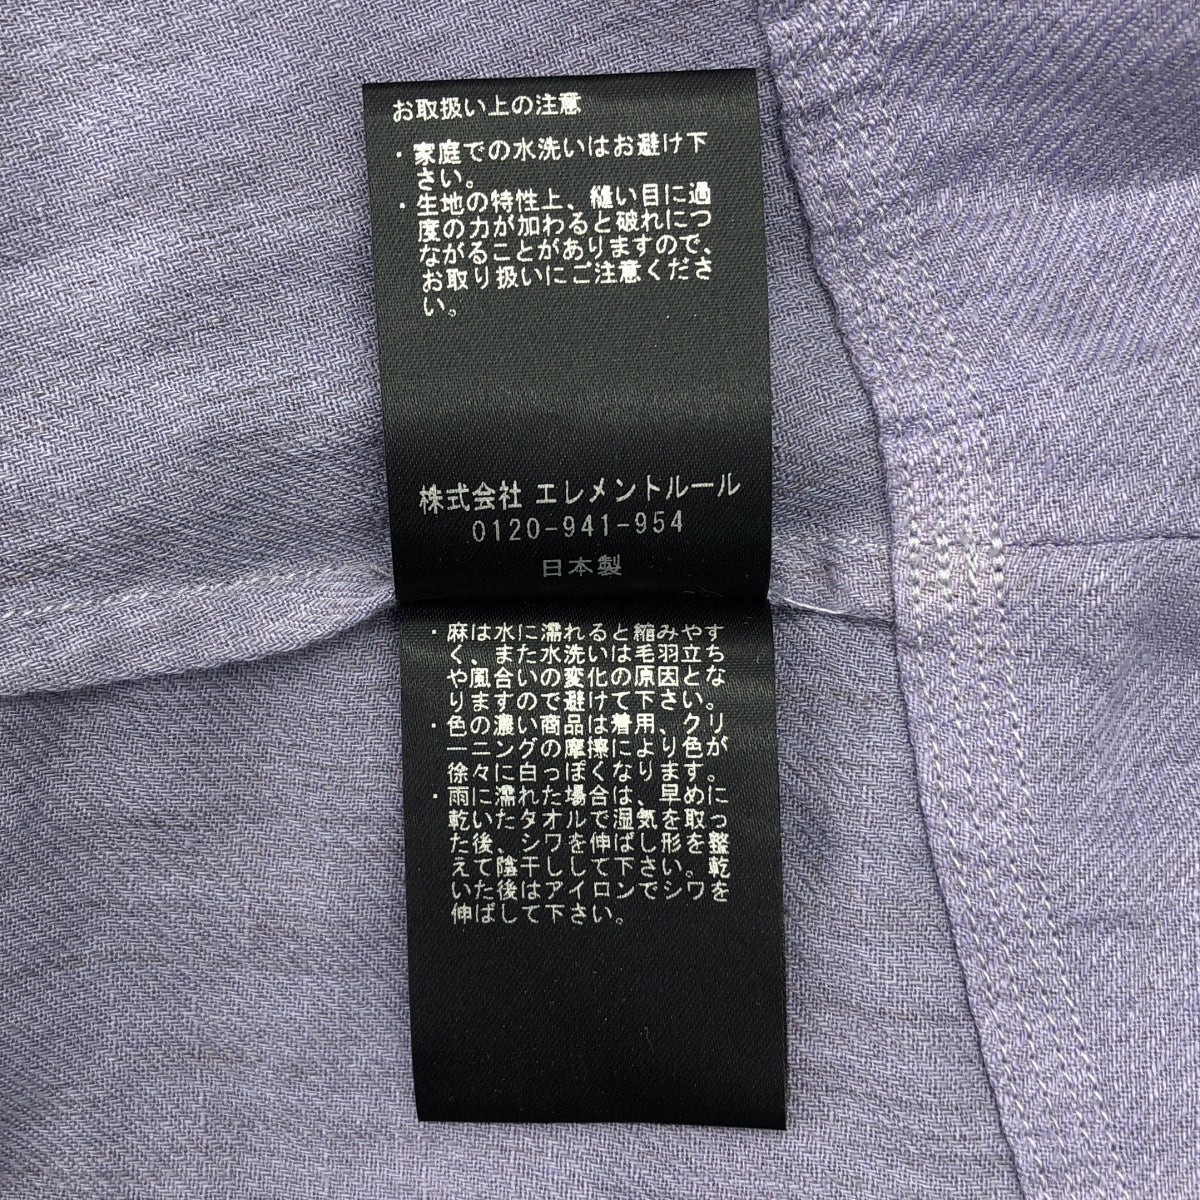 お取扱い上の注意
・家庭での水洗いはお避け下
さい。
・生地の特性上、縫い目に過
度の力が加わると破れにつ
ながることがありますので、
お取り扱いにご注意くださ
い。
株式会社 エレメントルール
0120-941-954
日本製
・麻は水に濡れると縮みやす
く、また水洗いは毛羽立ち
や風合いの変化の原因とな
りますので避けて下さい。
・色の濃い商品は着用、クリ
ーニングの摩擦により色が
徐々に白っぽくなります。
・雨に濡れた場合は、早めに
乾いたタオルで湿気を取っ
た後、シワを伸ばし形を整
えて陰干しして下さい。乾
いた後はアイロンでシワを
伸ばして下さい。